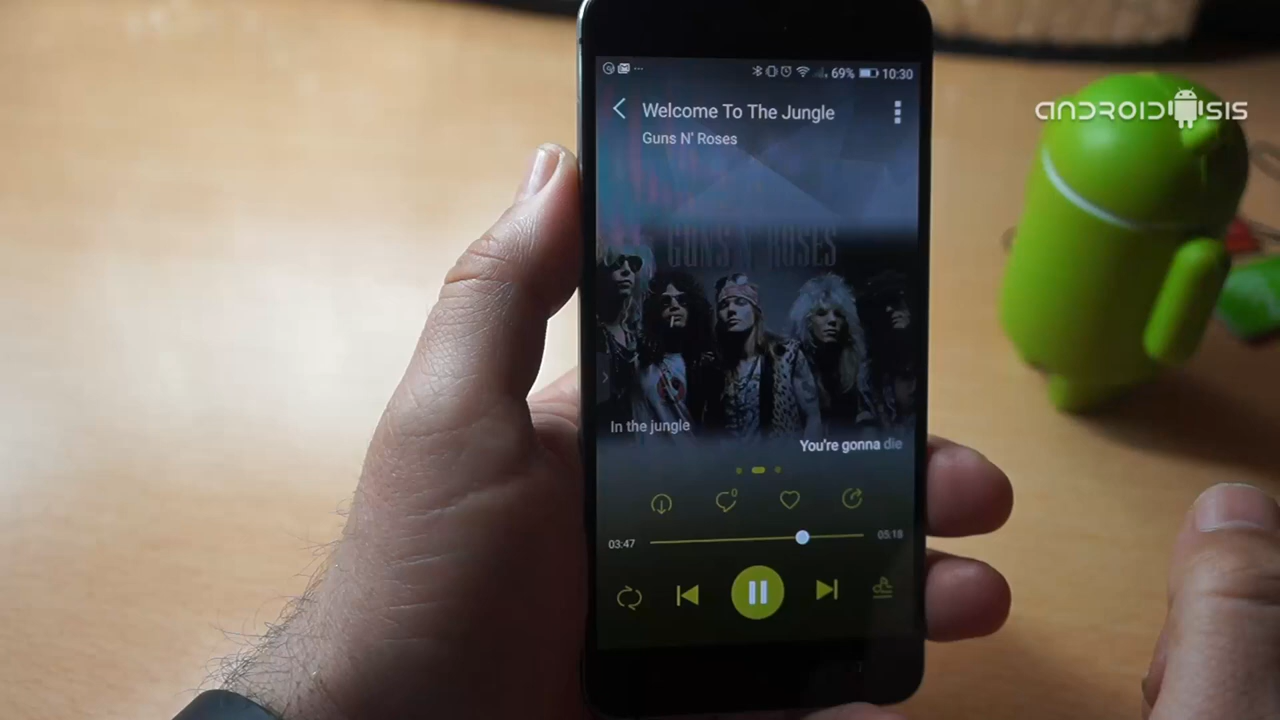 69% 10:30
Welcome To The Jungle
Guns N' Roses
ANDROIDSIS
GUNS N' ROSES
In the jungle
You're gonna die
0
03:47
05:18